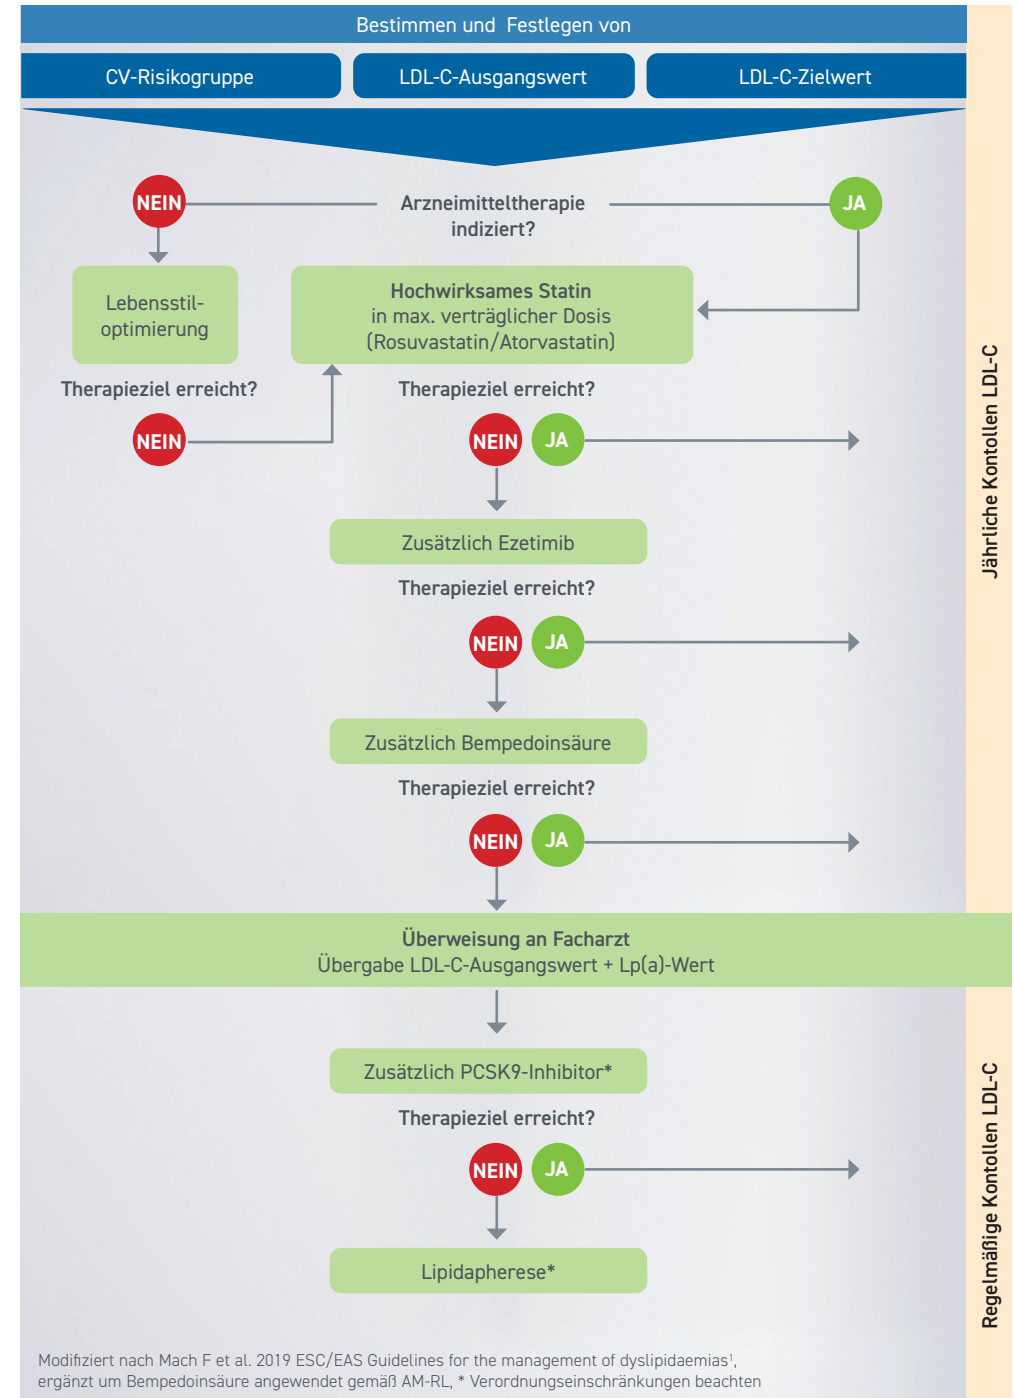 Bestimmen und Festlegen von
CV-Risikogruppe
LDL-C-Ausgangswert
LDL-C-Zielwert
NEIN
Arzneimitteltherapie
indiziert?
JA
Lebensstil-
optimierung
Hochwirksames Statin
in max. verträglicher Dosis
(Rosuvastatin/Atorvastatin)
Therapieziel erreicht?
NEIN
Therapieziel erreicht?
NEIN
JA
Zusätzlich Ezetimib
Therapieziel erreicht?
NEIN
JA
Zusätzlich Bempedoinsäure
Therapieziel erreicht?
NEIN
JA
Jährliche Kontollen LDL-C
Überweisung an Facharzt
Übergabe LDL-C-Ausgangswert + Lp(a)-Wert
Zusätzlich PCSK9-Inhibitor*
Therapieziel erreicht?
NEIN
JA
Lipidapherese*
Regelmäßige Kontollen LDL-C
Modifiziert nach Mach F et al. 2019 ESC/EAS Guidelines for the management of dyslipidaemias¹,
ergänzt um Bempedoinsäure angewendet gemäß AM-RL, * Verordnungseinschränkungen beachten